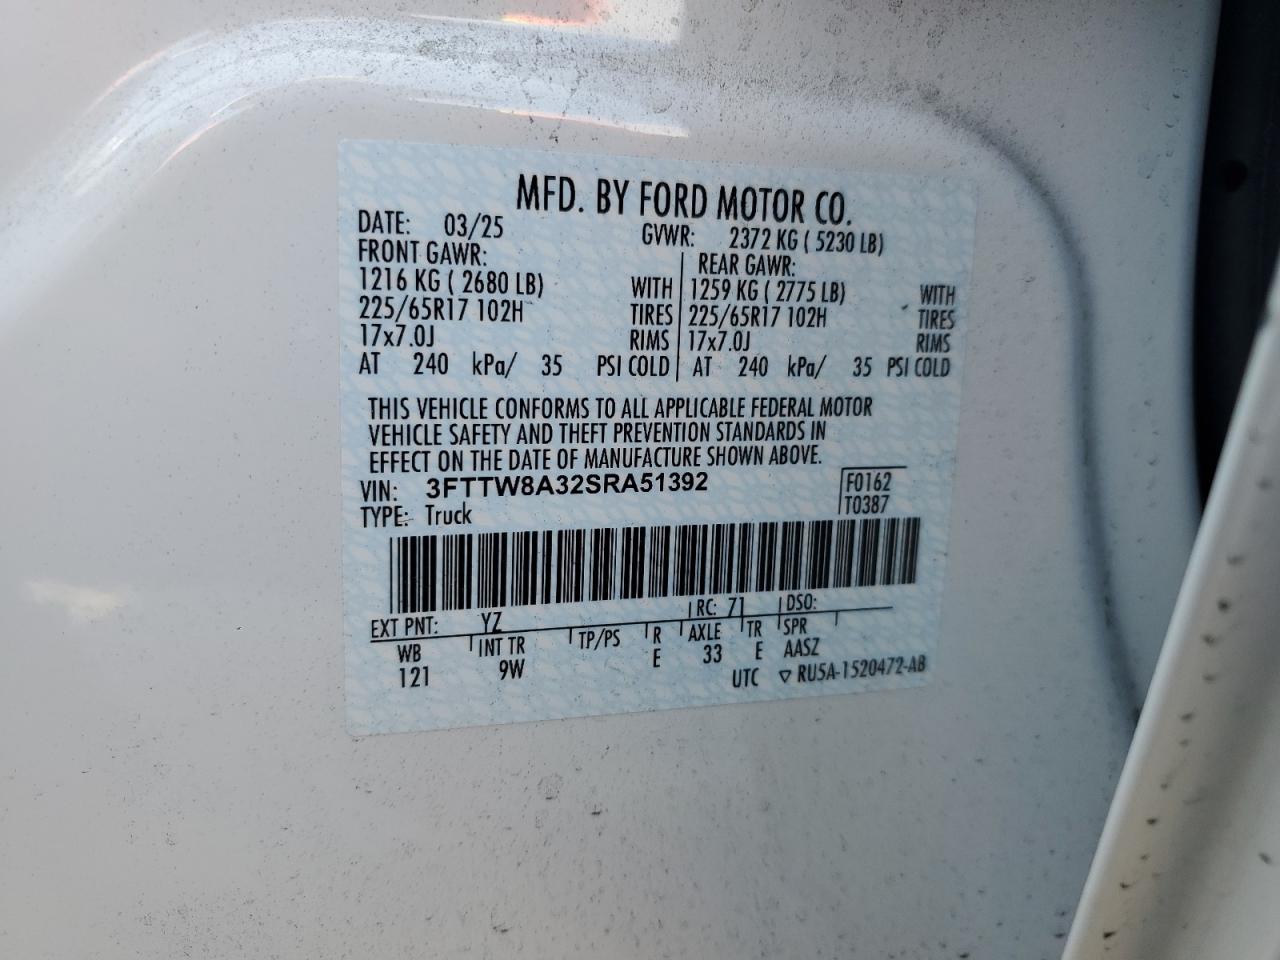 MFD. BY FORD MOTOR CO.
DATE: 03/25 GVWR: 2372 KG ( 5230 LB)
FRONT GAWR: REAR GAWR:
1216 KG ( 2680 LB) WITH 1259 KG ( 2775 LB) WITH
225/65R17 102H TIRES 225/65R17 102H TIRES
17x7.0J RIMS 17x7.0J RIMS
AT 240 kPa/ 35 PSI COLD AT 240 kPa/ 35 PSI COLD
THIS VEHICLE CONFORMS TO ALL APPLICABLE FEDERAL MOTOR
VEHICLE SAFETY AND THEFT PREVENTION STANDARDS IN
EFFECT ON THE DATE OF MANUFACTURE SHOWN ABOVE.
VIN: 3FTTW8A32SRA51392 F0162
TYPE: Truck T0387
EXT PNT: YZ RC: 71 DSO:
WB INT TR TP/PS R AXLE TR SPR
121 9W E 33 E AASZ
UTC ▽ RU5A-1520472-AB